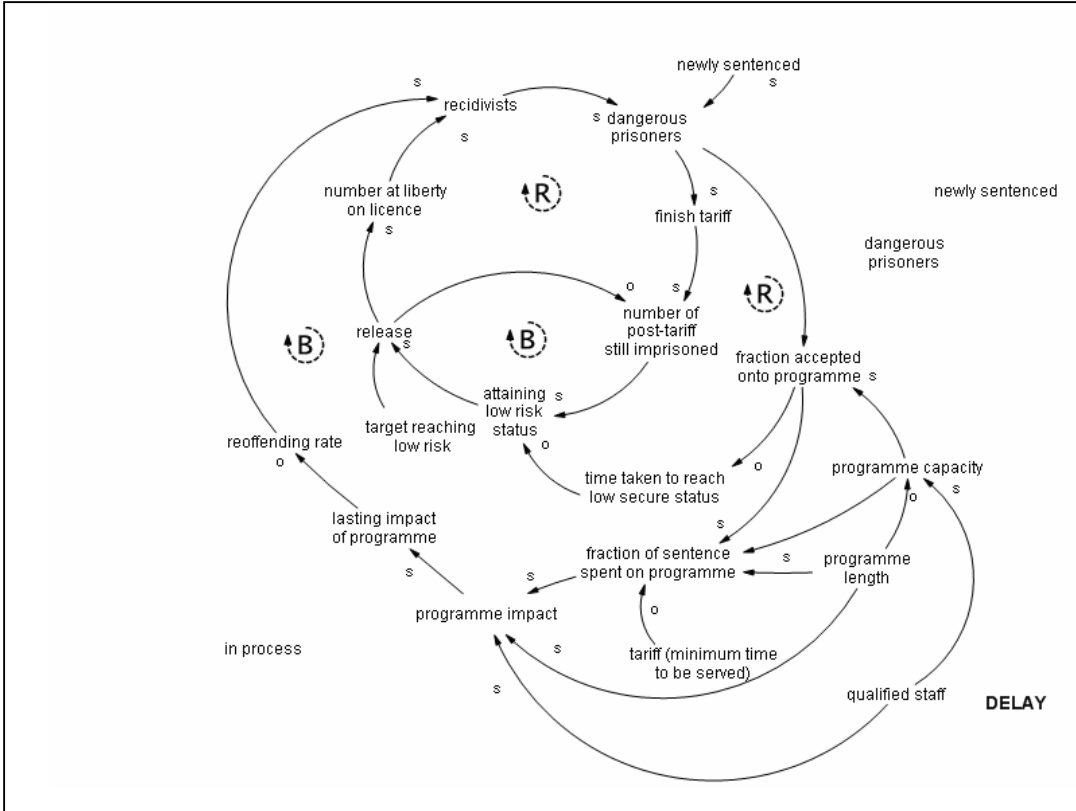 newly sentenced
s
s
recidivists
s
dangerous
prisoners
s
s
number at liberty
on licence
R
s
finish tariff
newly sentenced
s
dangerous
prisoners
o
s
R
number of
post-tariff
still imprisoned
release
s
B
B
fraction accepted
onto programme
s
attaining
low risk
status
s
target reaching
low risk
o
reoffending rate
o
time taken to reach
low secure status
o
programme capacity
o
s
lasting impact
of programme
s
s
fraction of sentence
spent on programme
s
programme
length
s
programme impact
o
s
tariff (minimum time
to be served)
in process
s
qualified staff
DELAY